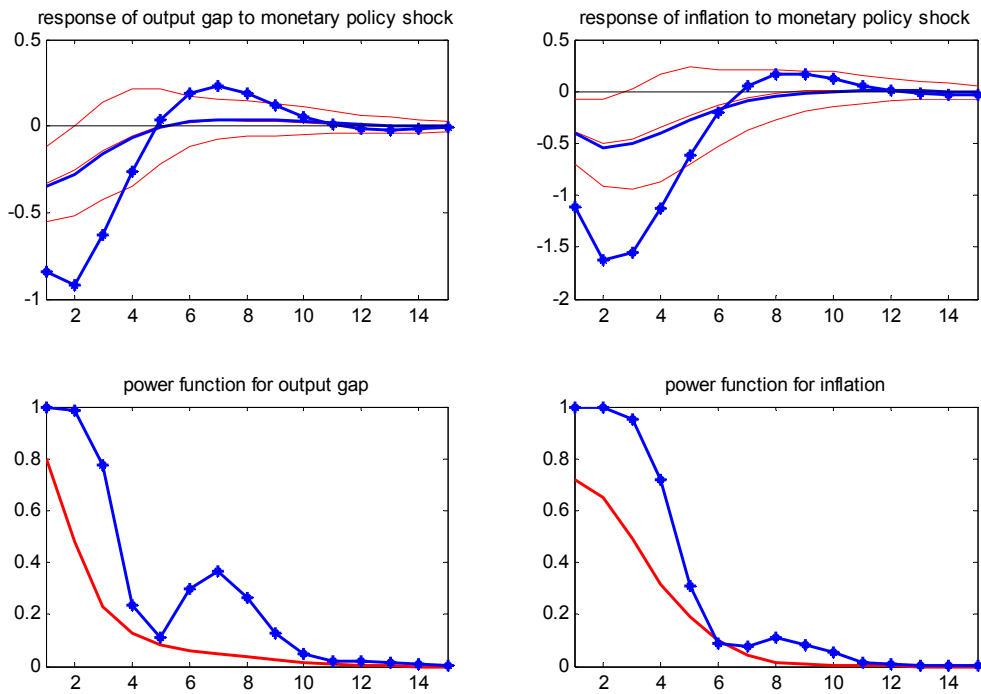 response of output gap to monetary policy shock
0.5
0
-0.5
-1
2 4 6 8 10 12 14
response of inflation to monetary policy shock
0.5
0
-0.5
-1
-1.5
-2
2 4 6 8 10 12 14
power function for output gap
1
0.8
0.6
0.4
0.2
0
2 4 6 8 10 12 14
power function for inflation
1
0.8
0.6
0.4
0.2
0
2 4 6 8 10 12 14